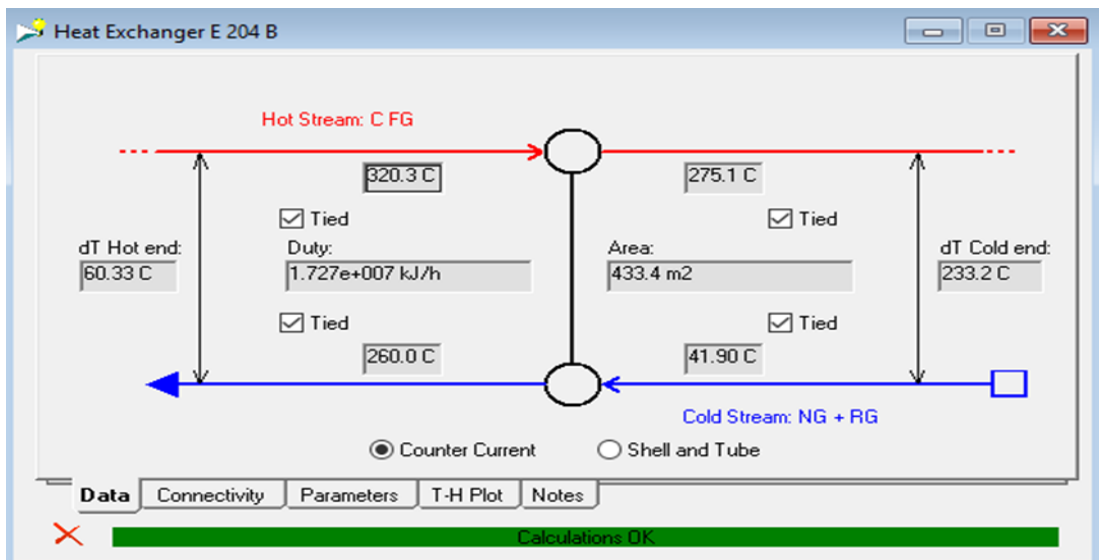 Heat Exchanger E 204 B
Hot Stream: C FG
320.3 C
275.1 C
Tied
Tied
dT Hot end:
Duty:
Area:
dT Cold end:
60.33 C
1.727e+007 kJ/h
433.4 m2
233.2 C
Tied
Tied
260.0 C
41.90 C
Cold Stream: NG + RG
Counter Current
Shell and Tube
Data
Connectivity
Parameters
T-H Plot
Notes
Calculations OK